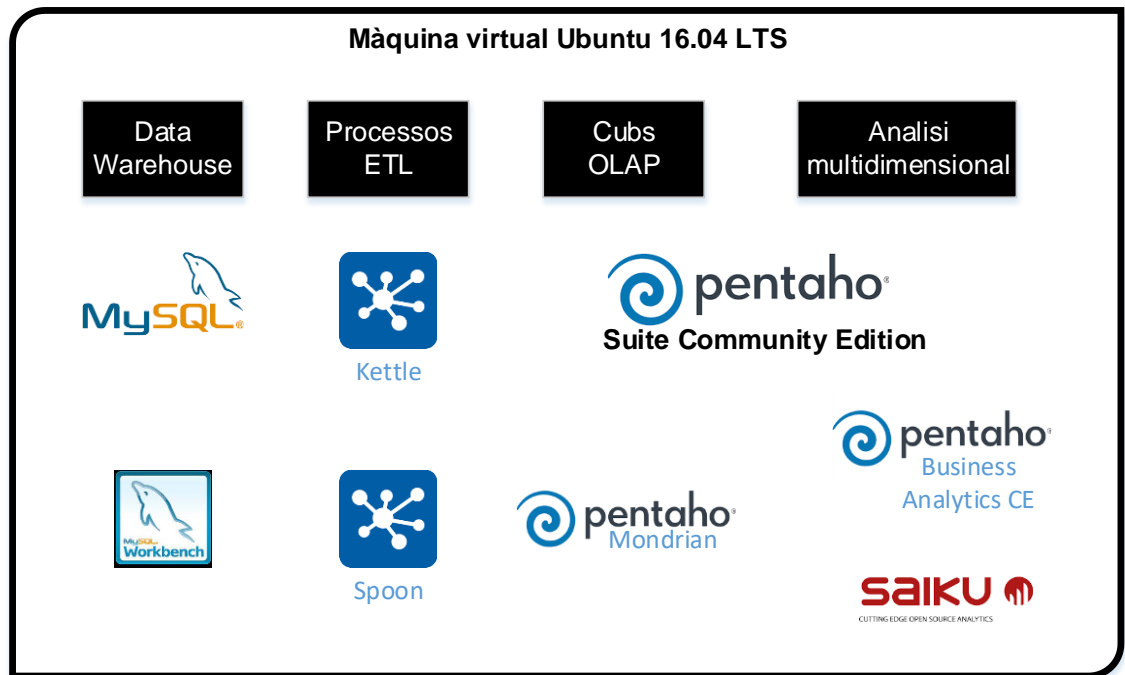 Màquina virtual Ubuntu 16.04 LTS
Data
Warehouse
Processos
ETL
Cubs
OLAP
Analisi
multidimensional
MySQL®
Kettle
pentaho®
Suite Community Edition
pentaho®
Business
Analytics CE
MySQL
Workbench
Spoon
pentaho®
Mondrian
saiku
CUTTING EDGE OPEN SOURCE ANALYTICS